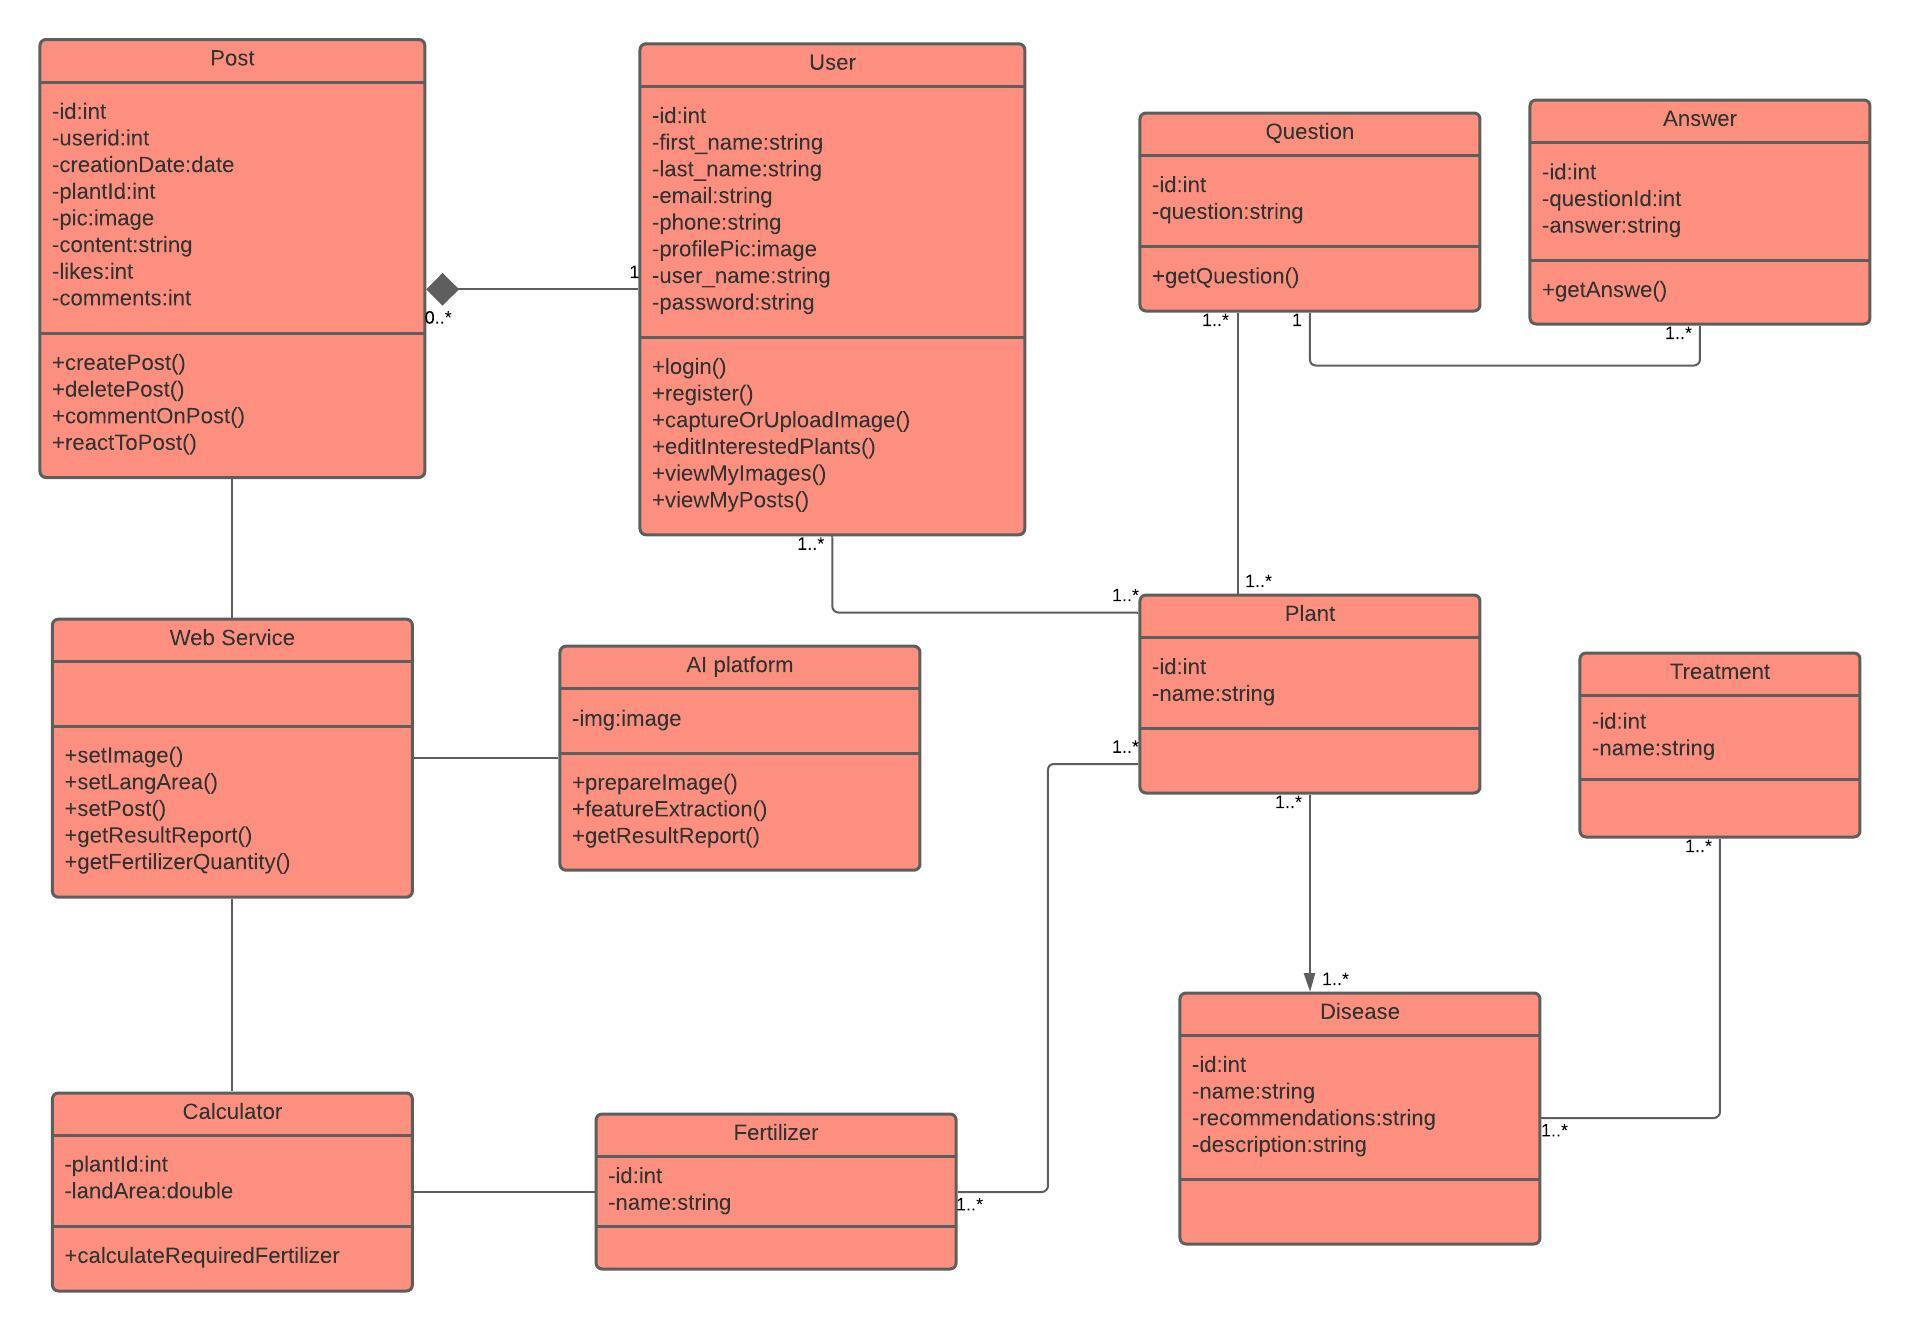 Post
-id:int
-userid:int
-creationDate:date
-plantId:int
-pic:image
-content:string
-likes:int
-comments:int
+createPost()
+deletePost()
+commentOnPost()
+reactToPost()
0..*
1
User
-id:int
-first_name:string
-last_name:string
-email:string
-phone:string
-profilePic:image
-user_name:string
-password:string
+login()
+register()
+captureOrUploadImage()
+editInterestedPlants()
+viewMyImages()
+viewMyPosts()
1..*
1..*
Question
-id:int
-question:string
+getQuestion()
1..*
1
Answer
-id:int
-questionId:int
-answer:string
+getAnswe()
1..*
1..*
Web Service
+setImage()
+setLangArea()
+setPost()
+getResultReport()
+getFertilizerQuantity()
AI platform
-img:image
+prepareImage()
+featureExtraction()
+getResultReport()
Plant
-id:int
-name:string
1..*
1..*
Treatment
-id:int
-name:string
1..*
1..*
Disease
-id:int
-name:string
-recommendations:string
-description:string
1..*
Calculator
-plantId:int
-landArea:double
+calculateRequiredFertilizer
Fertilizer
-id:int
-name:string
1..*